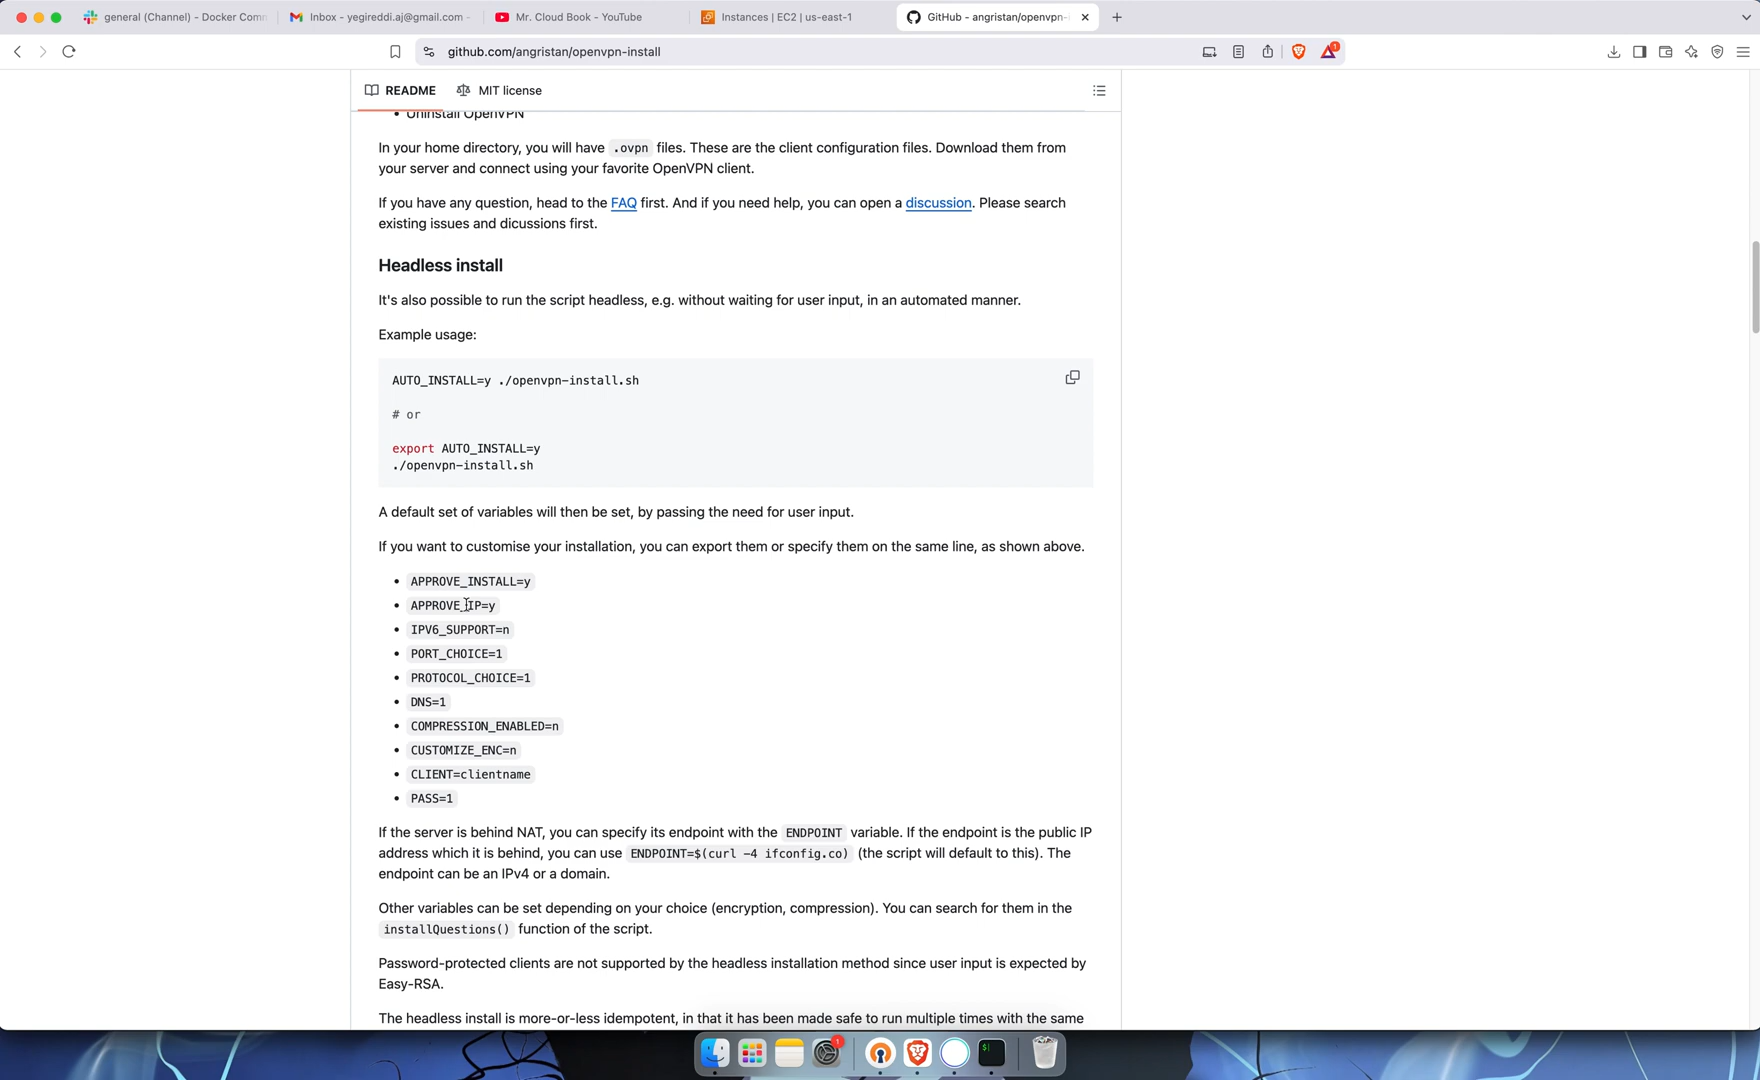 general (Channel) - Docker Comm
Inbox - yegireddi.aj@gmail.com -
Mr. Cloud Book - YouTube
Instances | EC2 | us-east-1
GitHub - angristan/openvpn-i
github.com/angristan/openvpn-install
1
README
MIT license
• Uninstall OpenVPN
In your home directory, you will have .ovpn files. These are the client configuration files. Download them from
your server and connect using your favorite OpenVPN client.
If you have any question, head to the FAQ first. And if you need help, you can open a discussion. Please search
existing issues and dicussions first.
Headless install
It's also possible to run the script headless, e.g. without waiting for user input, in an automated manner.
Example usage:
AUTO_INSTALL=y ./openvpn-install.sh
# or
export AUTO_INSTALL=y
./openvpn-install.sh
A default set of variables will then be set, by passing the need for user input.
If you want to customise your installation, you can export them or specify them on the same line, as shown above.
• APPROVE_INSTALL=y
• APPROVE_IP=y
• IPV6_SUPPORT=n
• PORT_CHOICE=1
• PROTOCOL_CHOICE=1
• DNS=1
• COMPRESSION_ENABLED=n
• CUSTOMIZE_ENC=n
• CLIENT=clientname
• PASS=1
If the server is behind NAT, you can specify its endpoint with the ENDPOINT variable. If the endpoint is the public IP
address which it is behind, you can use ENDPOINT=$(curl -4 ifconfig.co) (the script will default to this). The
endpoint can be an IPv4 or a domain.
Other variables can be set depending on your choice (encryption, compression). You can search for them in the
installQuestions() function of the script.
Password-protected clients are not supported by the headless installation method since user input is expected by
Easy-RSA.
The headless install is more-or-less idempotent, in that it has been made safe to run multiple times with the same
1
$